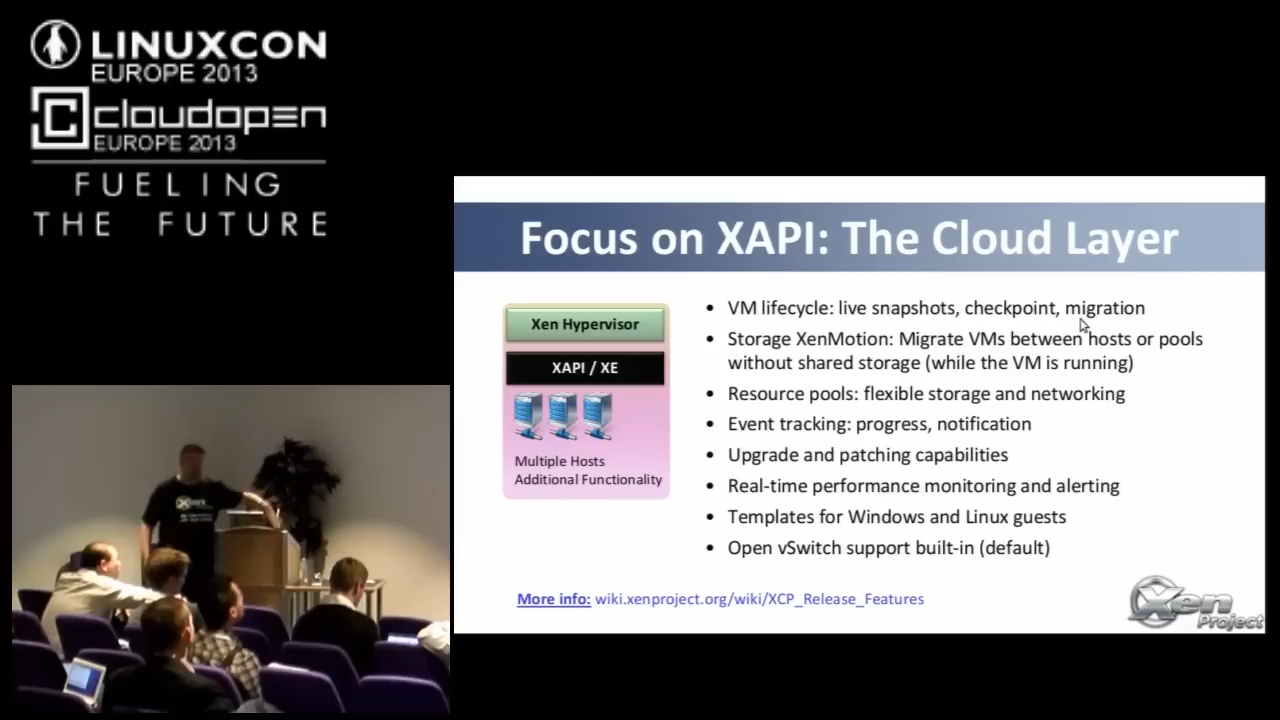 LINUXCON
EUROPE 2013
cloudopen
EUROPE 2013
FUELING
THE FUTURE
Focus on XAPI: The Cloud Layer
Xen Hypervisor
XAPI / XE
Multiple Hosts
Additional Functionality
• VM lifecycle: live snapshots, checkpoint, migration
• Storage XenMotion: Migrate VMs between hosts or pools
without shared storage (while the VM is running)
• Resource pools: flexible storage and networking
• Event tracking: progress, notification
• Upgrade and patching capabilities
• Real-time performance monitoring and alerting
• Templates for Windows and Linux guests
• Open vSwitch support built-in (default)
More info: wiki.xenproject.org/wiki/XCP_Release_Features
Xen
Project